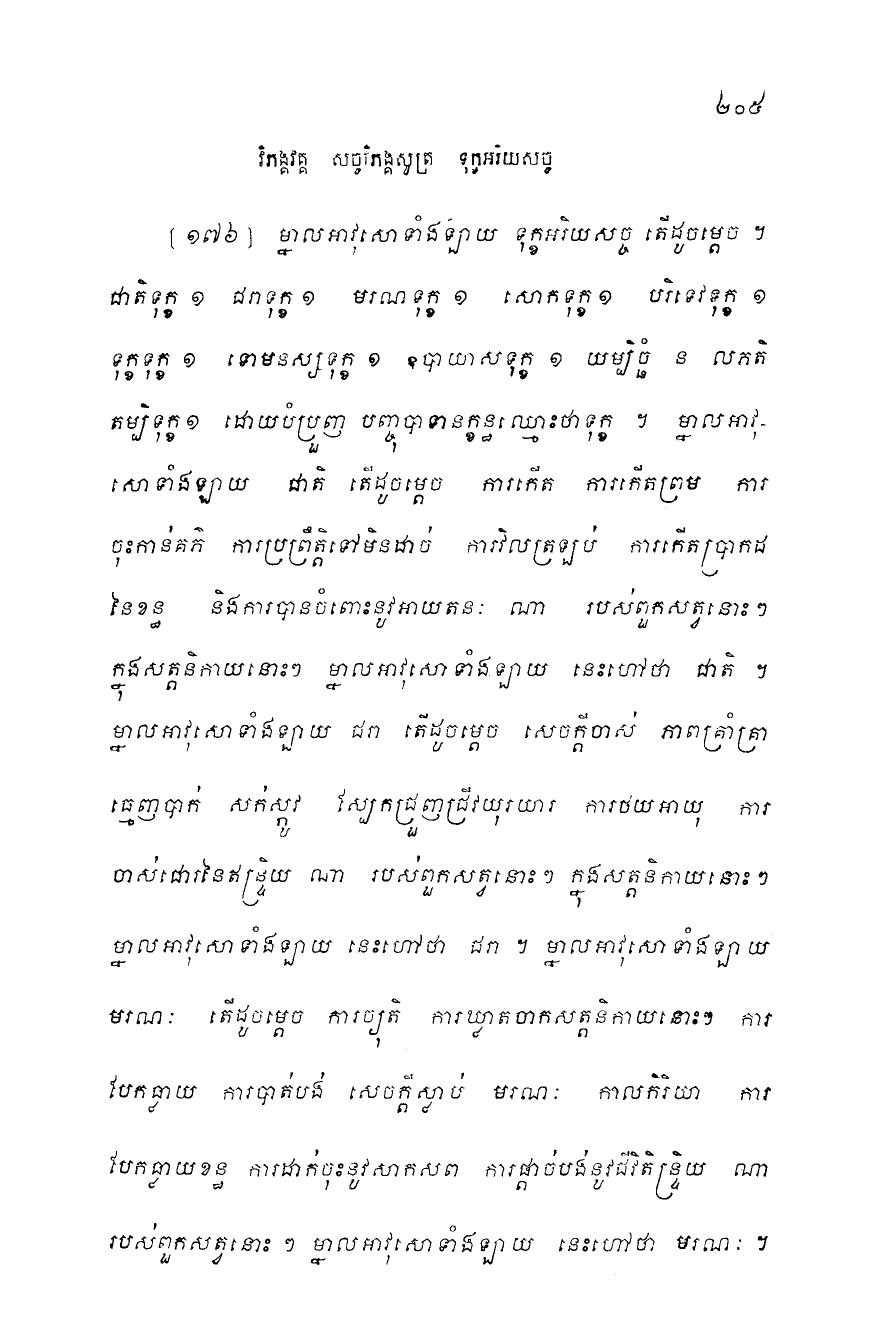 ២០៥
វិភង្គវគ្គ សច្ចវិភង្គសូត្រ ទុក្ខអរិយសច្ច
(១៧៦) ម្នាលអាវុសោទាំងឡាយ ទុក្ខអរិយសច្ច តើដូចម្តេច ។
ជាតិទុក្ខ ១ ជរាទុក្ខ ១ មរណទុក្ខ ១ សោកទុក្ខ ១ បរិទេវទុក្ខ ១
ទុក្ខទុក្ខ ១ ទោមនស្សទុក្ខ ១ ឧបាយាសទុក្ខ ១ យម្បិច្ឆំ ន លភតិ
តម្បិទុក្ខ ១ ដោយបំប្រួញ បញ្ចុបាទានក្ខន្ធឈ្មោះថាទុក្ខ ។ ម្នាលអាវុ-
សោទាំងឡាយ ជាតិ តើដូចម្តេច ការកើត ការកើតព្រម ការ
ចុះកាន់គភ៌ ការប្រព្រឹត្តិទៅមិនដាច់ ការវិលត្រឡប់ ការកើតប្រាកដ
នៃខន្ធ និងការបានចំពោះនូវអាយតនៈ ណា របស់ពួកសត្វនោះៗ
ក្នុងសត្តនិកាយនោះៗ ម្នាលអាវុសោទាំងឡាយ នេះហៅថា ជាតិ ។
ម្នាលអាវុសោទាំងឡាយ ជរា តើដូចម្តេច សេចក្តីចាស់ ភាពគ្រាំគ្រា
ធ្មេញបាក់ សក់ស្កូវ ស្បែកជ្រួញជ្រីវយុរយារ ការថយអាយុ ការ
ចាស់ជោរនៃឥន្ទ្រិយ ណា របស់ពួកសត្វនោះៗ ក្នុងសត្តនិកាយនោះៗ
ម្នាលអាវុសោទាំងឡាយ នេះហៅថា ជរា ។ ម្នាលអាវុសោទាំងឡាយ
មរណៈ តើដូចម្តេច ការច្យុតិ ការឃ្លាតចាកសត្តនិកាយនោះៗ ការ
បែកធ្លាយ ការបាត់បង់ សេចក្តីស្លាប់ មរណៈ កាលកិរិយា ការ
បែកធ្លាយខន្ធ ការដាក់ចុះនូវសាកសព ការផ្តាច់បង់នូវជីវិតិន្ទ្រិយ ណា
របស់ពួកសត្វនោះ ៗ ម្នាលអាវុសោទាំងឡាយ នេះហៅថា មរណៈ ។